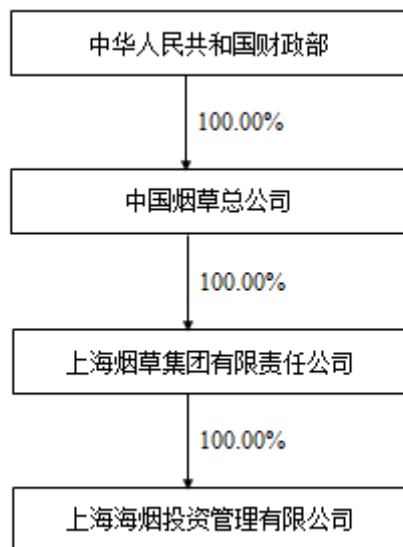 中华人民共和国财政部
100.00%
中国烟草总公司
100.00%
上海烟草集团有限责任公司
100.00%
上海海烟投资管理有限公司